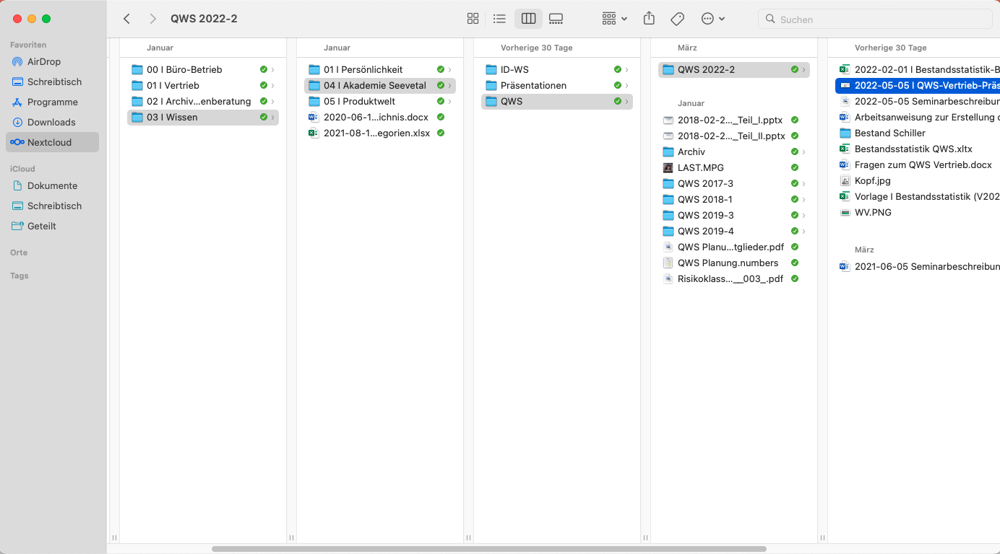 QWS 2022-2
Suchen
Favoriten
AirDrop
Schreibtisch
Programme
Downloads
Nextcloud
iCloud
Dokumente
Schreibtisch
Geteilt
Orte
Tags
Januar
00 I Büro-Betrieb
01 I Vertrieb
02 I Archiv...enberatung
03 I Wissen
Januar
01 I Persönlichkeit
04 I Akademie Seevetal
05 I Produktwelt
2020-06-1...ichnis.docx
2021-08-1...egorien.xlsx
Vorherige 30 Tage
ID-WS
Präsentationen
QWS
März
QWS 2022-2
Januar
2018-02-2..._Teil_I.pptx
2018-02-2..._Teil_II.pptx
Archiv
LAST.MPG
QWS 2017-3
QWS 2018-1
QWS 2019-3
QWS 2019-4
QWS Planu...tglieder.pdf
QWS Planung.numbers
Risikoklass...__003_.pdf
Vorherige 30 Tage
2022-02-01 I Bestandsstatistik-B
2022-05-05 I QWS-Vertrieb-Präs
2022-05-05 Seminarbeschreibun
Arbeitsanweisung zur Erstellung d
Bestand Schiller
Bestandsstatistik QWS.xltx
Fragen zum QWS Vertrieb.docx
Kopf.jpg
Vorlage I Bestandsstatistik (V202
WV.PNG
März
2021-06-05 Seminarbeschreibun